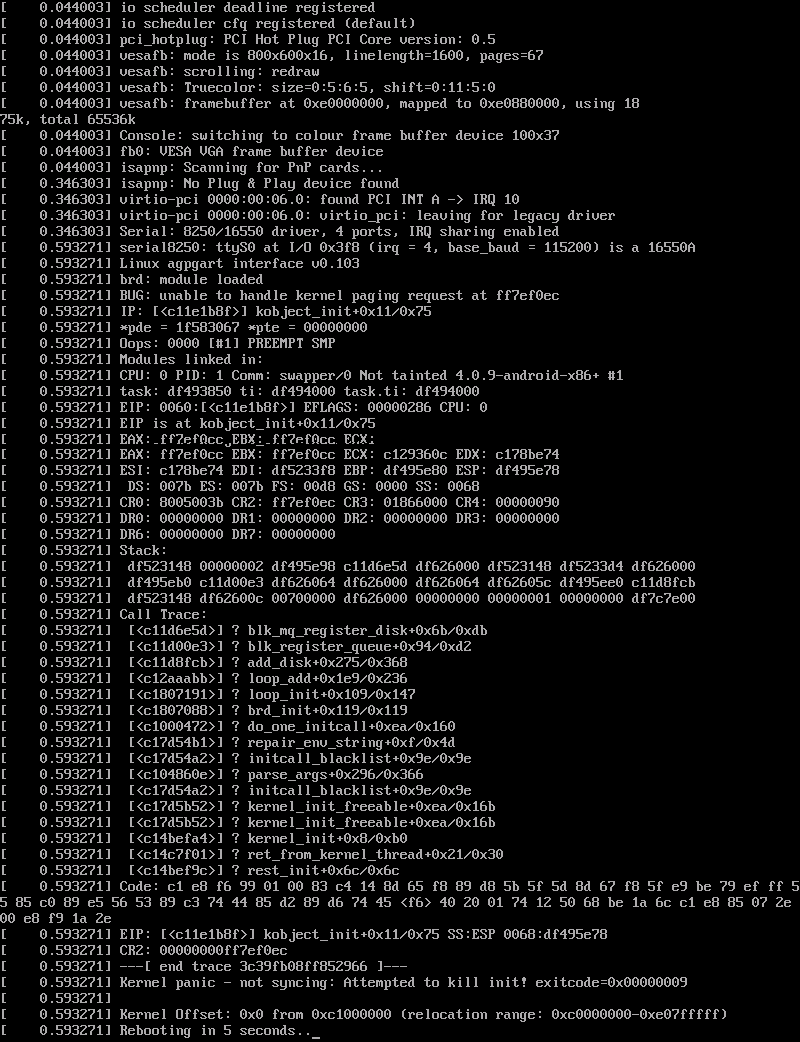 [    0.044003] io scheduler deadline registered
[    0.044003] io scheduler cfq registered (default)
[    0.044003] pci_hotplug: PCI Hot Plug PCI Core version: 0.5
[    0.044003] vesafb: mode is 800x600x16, linelength=1600, pages=67
[    0.044003] vesafb: scrolling: redraw
[    0.044003] vesafb: Truecolor: size=0:5:6:5, shift=0:11:5:0
[    0.044003] vesafb: framebuffer at 0xe0000000, mapped to 0xe0880000, using 18
75k, total 65536k
[    0.044003] Console: switching to colour frame buffer device 100x37
[    0.044003] fb0: VESA VGA frame buffer device
[    0.044003] isapnp: Scanning for PnP cards...
[    0.346303] isapnp: No Plug & Play device found
[    0.346303] virtio-pci 0000:00:06.0: found PCI INT A -> IRQ 10
[    0.346303] virtio-pci 0000:00:06.0: virtio_pci: leaving for legacy driver
[    0.346303] Serial: 8250/16550 driver, 4 ports, IRQ sharing enabled
[    0.593271] serial8250: ttyS0 at I/O 0x3f8 (irq = 4, base_baud = 115200) is a 16550A
[    0.593271] Linux agpgart interface v0.103
[    0.593271] brd: module loaded
[    0.593271] BUG: unable to handle kernel paging request at ff7ef0ec
[    0.593271] IP: [<c11e1b8f>] kobject_init+0x11/0x75
[    0.593271] *pde = 1f583067 *pte = 00000000
[    0.593271] Oops: 0000 [#1] PREEMPT SMP
[    0.593271] Modules linked in:
[    0.593271] CPU: 0 PID: 1 Comm: swapper/0 Not tainted 4.0.9-android-x86+ #1
[    0.593271] task: df493850 ti: df494000 task.ti: df494000
[    0.593271] EIP: 0060:[<c11e1b8f>] EFLAGS: 00000286 CPU: 0
[    0.593271] EIP is at kobject_init+0x11/0x75
[    0.593271] EAX: ff7ef0cc EBX: ff7ef0cc ECX:
[    0.593271] EAX: ff7ef0cc EBX: ff7ef0cc ECX: c129360c EDX: c178be74
[    0.593271] ESI: c178be74 EDI: df5233f8 EBP: df495e80 ESP: df495e78
[    0.593271]  DS: 007b ES: 007b FS: 00d8 GS: 0000 SS: 0068
[    0.593271] CR0: 8005003b CR2: ff7ef0ec CR3: 01866000 CR4: 00000090
[    0.593271] DR0: 00000000 DR1: 00000000 DR2: 00000000 DR3: 00000000
[    0.593271] DR6: 00000000 DR7: 00000000
[    0.593271] Stack:
[    0.593271]  df523148 00000002 df495e98 c11d6e5d df626000 df523148 df5233d4 df626000
[    0.593271]  df495eb0 c11d00e3 df626064 df626000 df626064 df62605c df495ee0 c11d8fcb
[    0.593271]  df523148 df62600c 00700000 df626000 00000000 00000001 00000000 df7c7e00
[    0.593271] Call Trace:
[    0.593271]  [<c11d6e5d>] ? blk_mq_register_disk+0x6b/0xdb
[    0.593271]  [<c11d00e3>] ? blk_register_queue+0x94/0xd2
[    0.593271]  [<c11d8fcb>] ? add_disk+0x275/0x368
[    0.593271]  [<c12aaabb>] ? loop_add+0x1e9/0x236
[    0.593271]  [<c1807191>] ? loop_init+0x109/0x147
[    0.593271]  [<c1807088>] ? brd_init+0x119/0x119
[    0.593271]  [<c1000472>] ? do_one_initcall+0xea/0x160
[    0.593271]  [<c17d54b1>] ? repair_env_string+0xf/0x4d
[    0.593271]  [<c17d54a2>] ? initcall_blacklist+0x9e/0x9e
[    0.593271]  [<c104860e>] ? parse_args+0x296/0x366
[    0.593271]  [<c17d54a2>] ? initcall_blacklist+0x9e/0x9e
[    0.593271]  [<c17d5b52>] ? kernel_init_freeable+0xea/0x16b
[    0.593271]  [<c17d5b52>] ? kernel_init_freeable+0xea/0x16b
[    0.593271]  [<c14befa4>] ? kernel_init+0x8/0xb0
[    0.593271]  [<c14c7f01>] ? ret_from_kernel_thread+0x21/0x30
[    0.593271]  [<c14bef9c>] ? rest_init+0x6c/0x6c
[    0.593271] Code: c1 e8 f6 99 01 00 83 c4 14 8d 65 f8 89 d8 5b 5f 5d 8d 67 f8 5f e9 be 79 ef ff 5
5 85 c0 89 e5 56 53 89 c3 74 44 85 d2 89 d6 74 45 <f6> 40 20 01 74 12 50 68 be 1a 6c c1 e8 85 07 2e
00 e8 f9 1a 2e
[    0.593271] EIP: [<c11e1b8f>] kobject_init+0x11/0x75 SS:ESP 0068:df495e78
[    0.593271] CR2: 00000000ff7ef0ec
[    0.593271] ---[ end trace 3c39fb08ff852966 ]---
[    0.593271] Kernel panic - not syncing: Attempted to kill init! exitcode=0x00000009
[    0.593271]
[    0.593271] Kernel Offset: 0x0 from 0xc1000000 (relocation range: 0xc0000000-0xe07fffff)
[    0.593271] Rebooting in 5 seconds.._